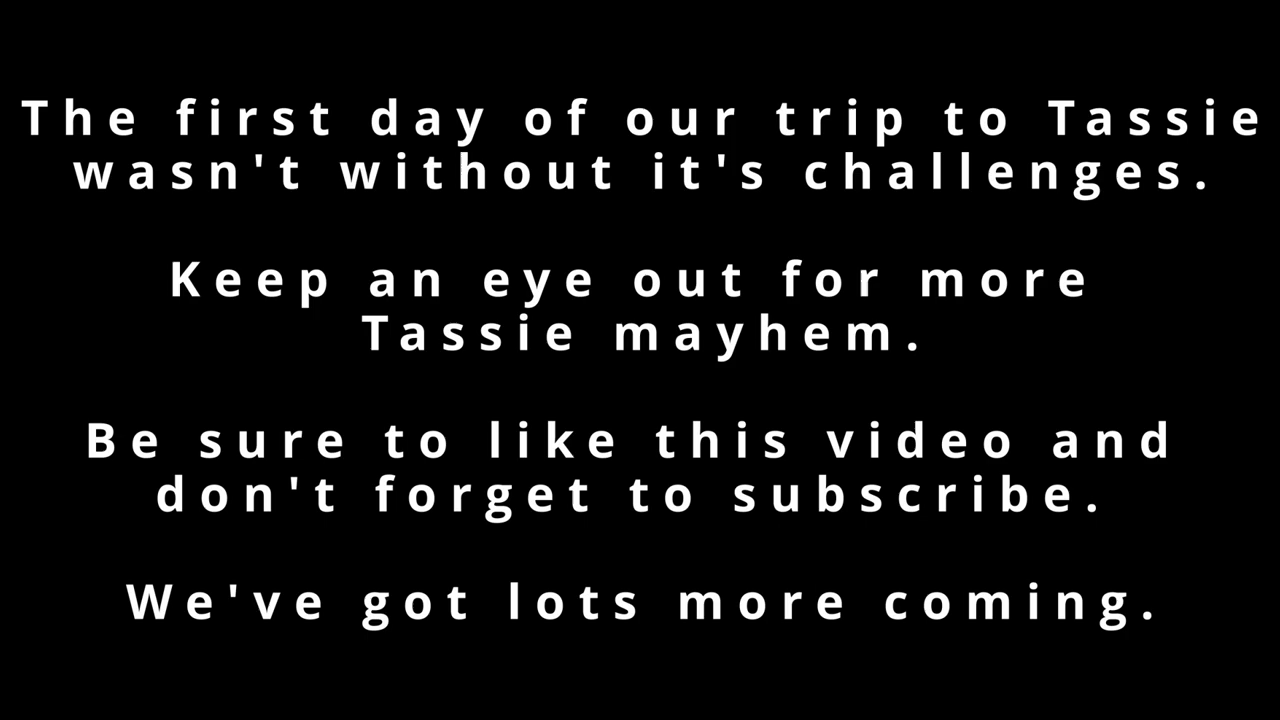 The first day of our trip to Tassie
wasn't without it's challenges.
Keep an eye out for more
Tassie mayhem.
Be sure to like this video and
don't forget to subscribe.
We've got lots more coming.